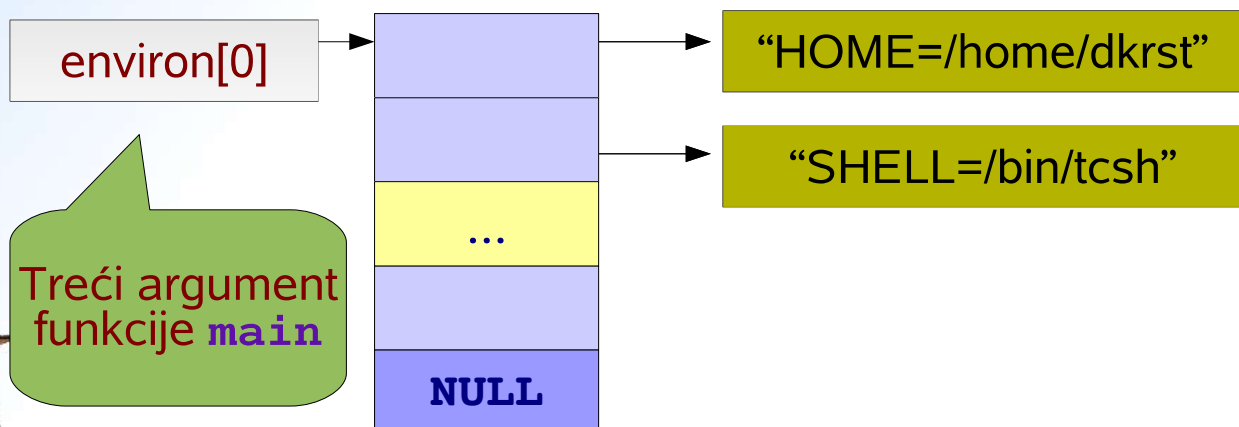 environ[0]
“HOME=/home/dkrst”
“SHELL=/bin/tcsh”
...
Treći argument
funkcije main
NULL